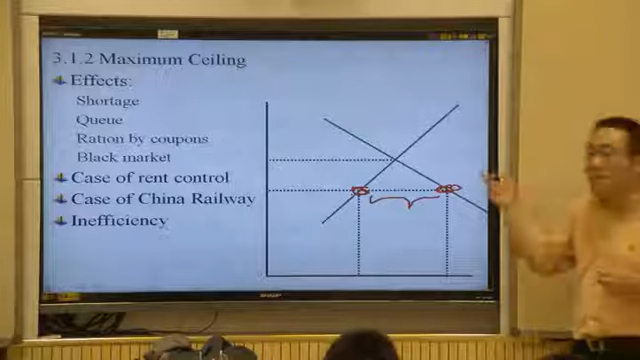 3.1.2 Maximum Ceiling
Effects:
Shortage
Queue
Ration by coupons
Black market
Case of rent control
Case of China Railway
Inefficiency
SHARP